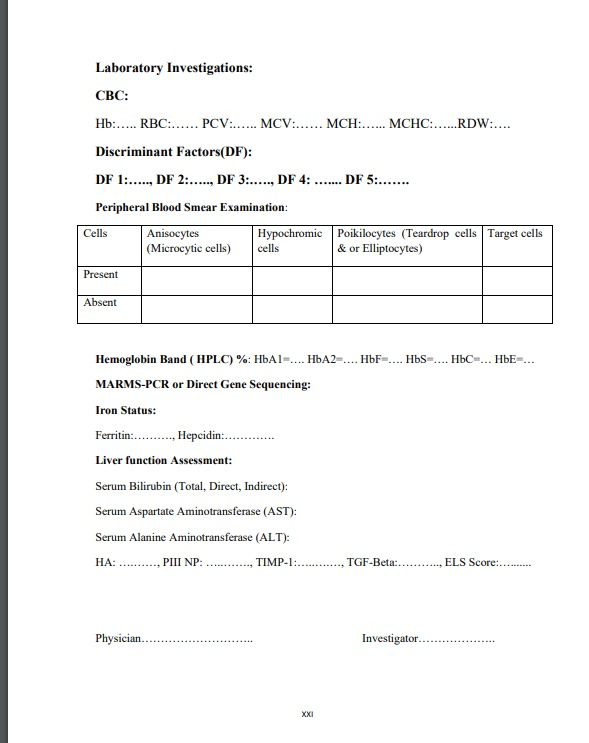 Laboratory Investigations:
CBC:
Hb:….. RBC:…… PCV:…... MCV:…… MCH:…... MCHC:…...RDW:….
Discriminant Factors(DF):
DF 1:….., DF 2:….., DF 3:….., DF 4: …..... DF 5:…….
Peripheral Blood Smear Examination:
Cells Anisocytes Hypochromic Poikilocytes (Teardrop cells Target cells
(Microcytic cells) cells & or Elliptocytes)
Present
Absent
Hemoglobin Band ( HPLC) %: HbA1=…. HbA2=…. HbF=…. HbS=…. HbC=… HbE=…
MARMS-PCR or Direct Gene Sequencing:
Iron Status:
Ferritin:………., Hepcidin:………….
Liver function Assessment:
Serum Bilirubin (Total, Direct, Indirect):
Serum Aspartate Aminotransferase (AST):
Serum Alanine Aminotransferase (ALT):
HA: ….……, PIII NP: …..……., TIMP-1:…..…..…, TGF-Beta:……….., ELS Score:….......
Physician……………………….. Investigator………………..
xxi